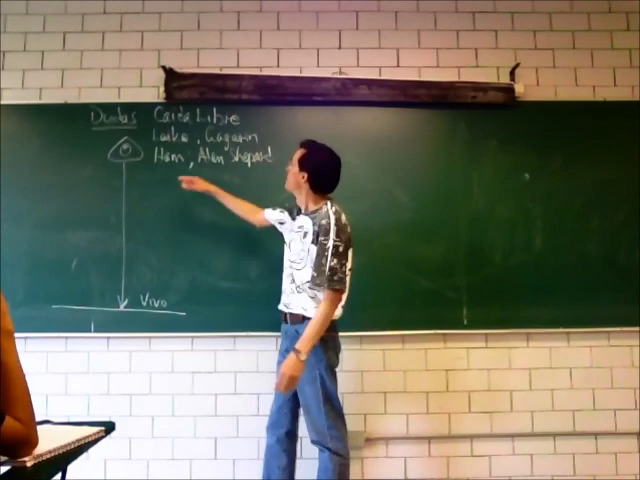 Dudas Caida Libre
Laika, Gagarin
Ham, Alan Shepard
Vivo